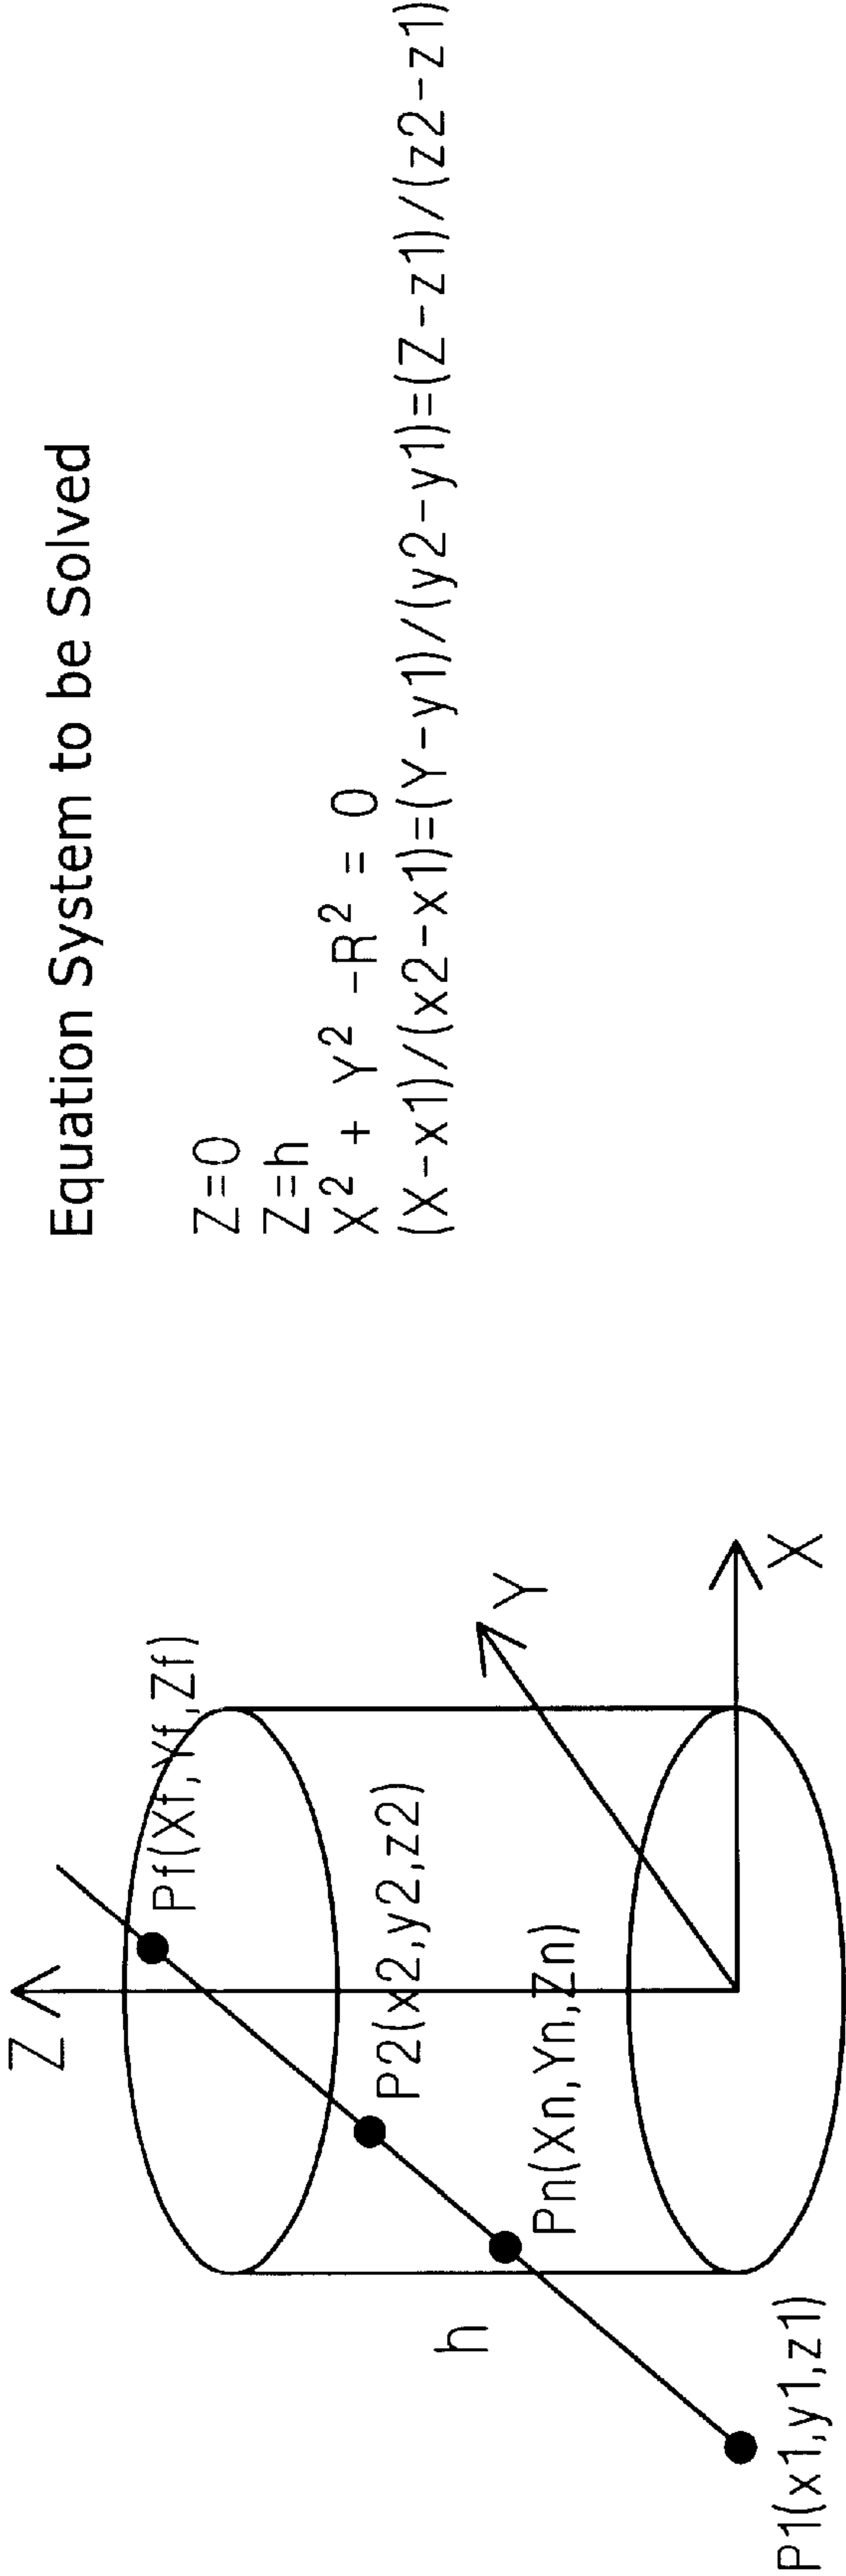 Equation System to be Solved
Z=0
Z=h
X² + Y² -R² = 0
(X-x1)/(x2-x1)=(Y-y1)/(y2-y1)=(Z-z1)/(z2-z1)
Z
Pf(Xf,Yf,Zf)
P2(x2,y2,z2)
Y
Pn(Xn,Yn,Zn)
h
X
P1(x1,y1,z1)